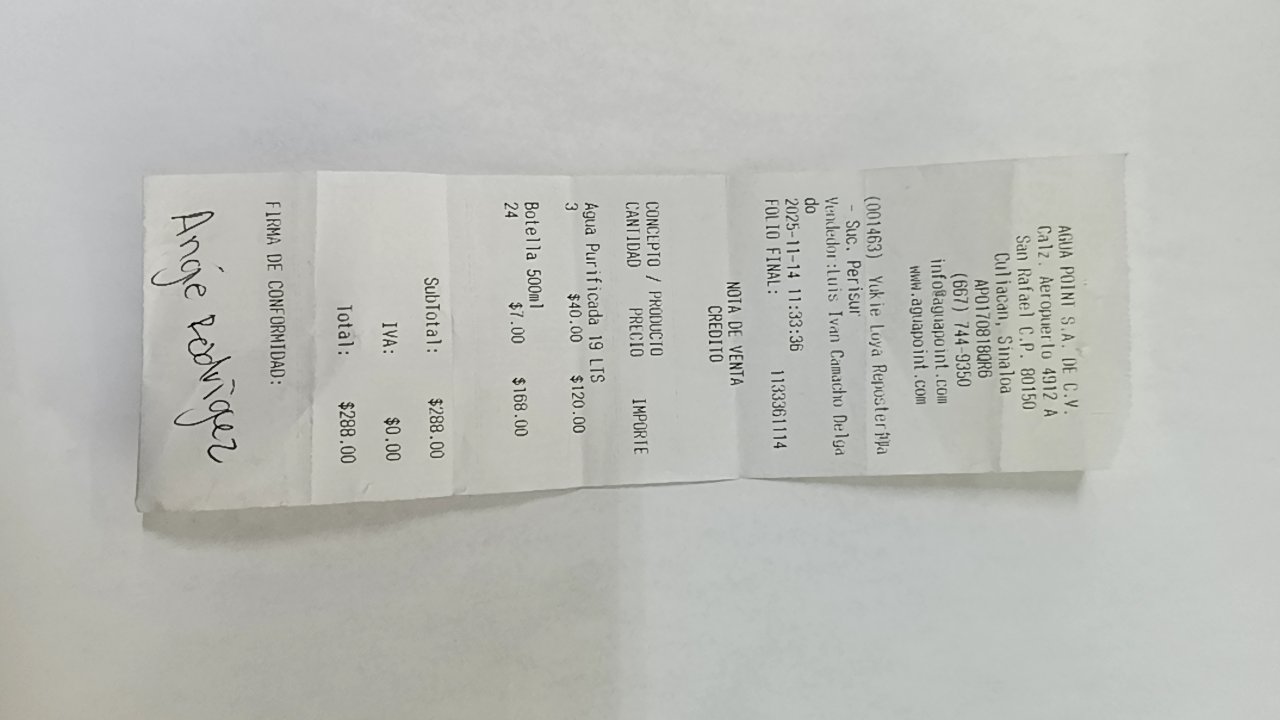 AGUA POINT S.A. DE C.V.
Calz. Aeropuerto 4912 A
San Rafael C.P. 80150
Culiacan, Sinaloa
APO170818QR6
(667) 744-9350
info@aguapoint.com
www.aguapoint.com
(001463) Yukie Loya Reposteria
- Suc. Perisur
Vendedor:Luis Ivan Camacho Delga
do
2025-11-14 11:33:36
FOLIO FINAL: 1133361114
NOTA DE VENTA
CREDITO
CONCEPTO / PRODUCTO
CANTIDAD PRECIO IMPORTE
Agua Purificada 19 LTS
3 $40.00 $120.00
Botella 500ml
24 $7.00 $168.00
SubTotal: $288.00
IVA: $0.00
Total: $288.00
FIRMA DE CONFORMIDAD:
Angie Rodriguez